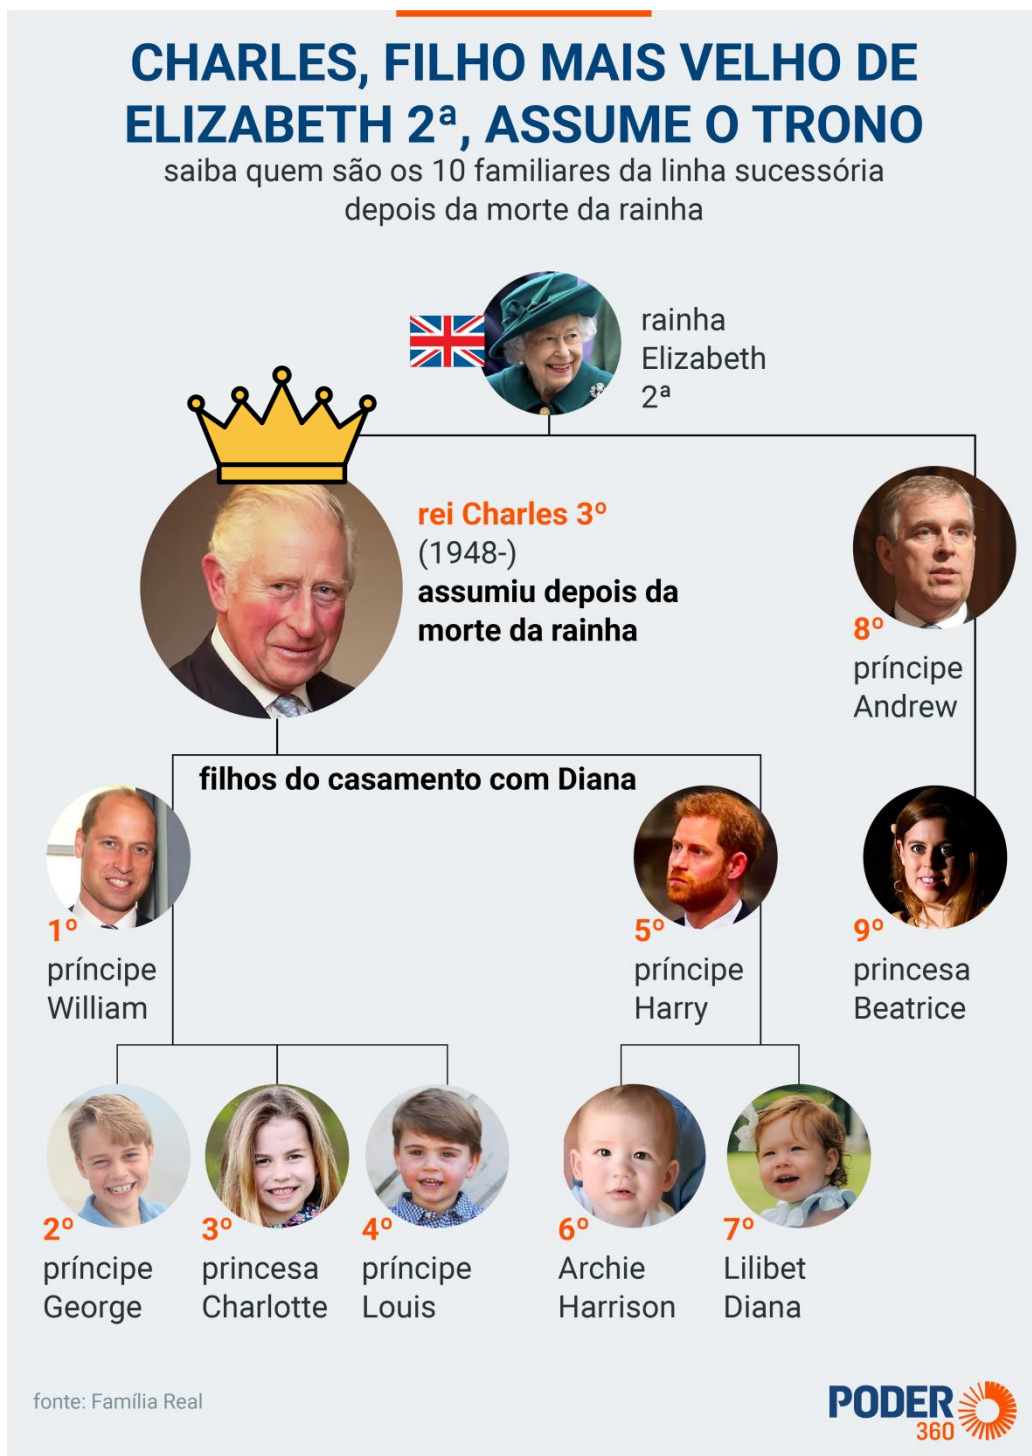 CHARLES, FILHO MAIS VELHO DE
ELIZABETH 2ª, ASSUME O TRONO
saiba quem são os 10 familiares da linha sucessória
depois da morte da rainha
rainha
Elizabeth
2ª
rei Charles 3º
(1948-)
assumiu depois da
morte da rainha
8º
príncipe
Andrew
filhos do casamento com Diana
1º
príncipe
William
5º
príncipe
Harry
9º
princesa
Beatrice
2º
príncipe
George
3º
princesa
Charlotte
4º
príncipe
Louis
6º
Archie
Harrison
7º
Lilibet
Diana
fonte: Família Real
PODER
360